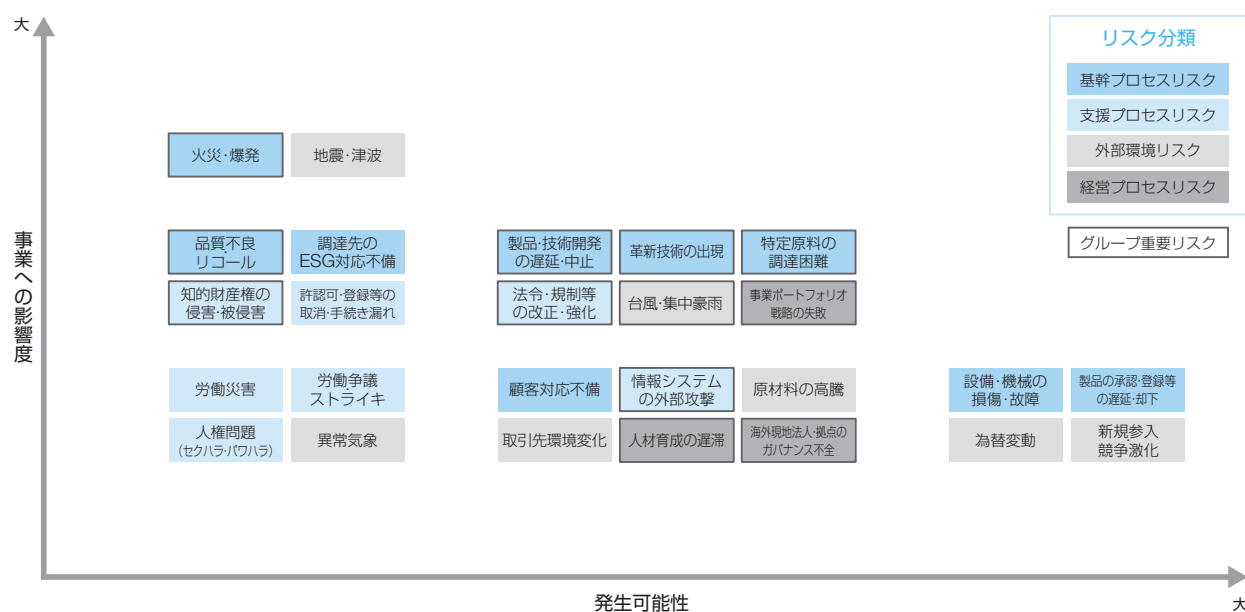 大
リスク分類
基幹プロセスリスク
支援プロセスリスク
外部環境リスク
経営プロセスリスク
グループ重要リスク
事業への影響度
火災・爆発
地震・津波
品質不良・
リコール
調達先の
ESG対応不備
製品・技術開発
の遅延・中止
革新技術の出現
特定原料の
調達困難
知的財産権の
侵害・被侵害
許認可・登録等の
取消・手続き漏れ
法令・規制等
の改正・強化
台風・集中豪雨
事業ポートフォリオ
戦略の失敗
労働災害
労働争議・
ストライキ
顧客対応不備
情報システム
の外部攻撃
原材料の高騰
設備・機械の
損傷・故障
製品の承認・登録等
の遅延・却下
人権問題
(セクハラ・パワハラ)
異常気象
取引先環境変化
人材育成の遅滞
海外現地法人・拠点の
ガバナンス不全
為替変動
新規参入・
競争激化
発生可能性
大